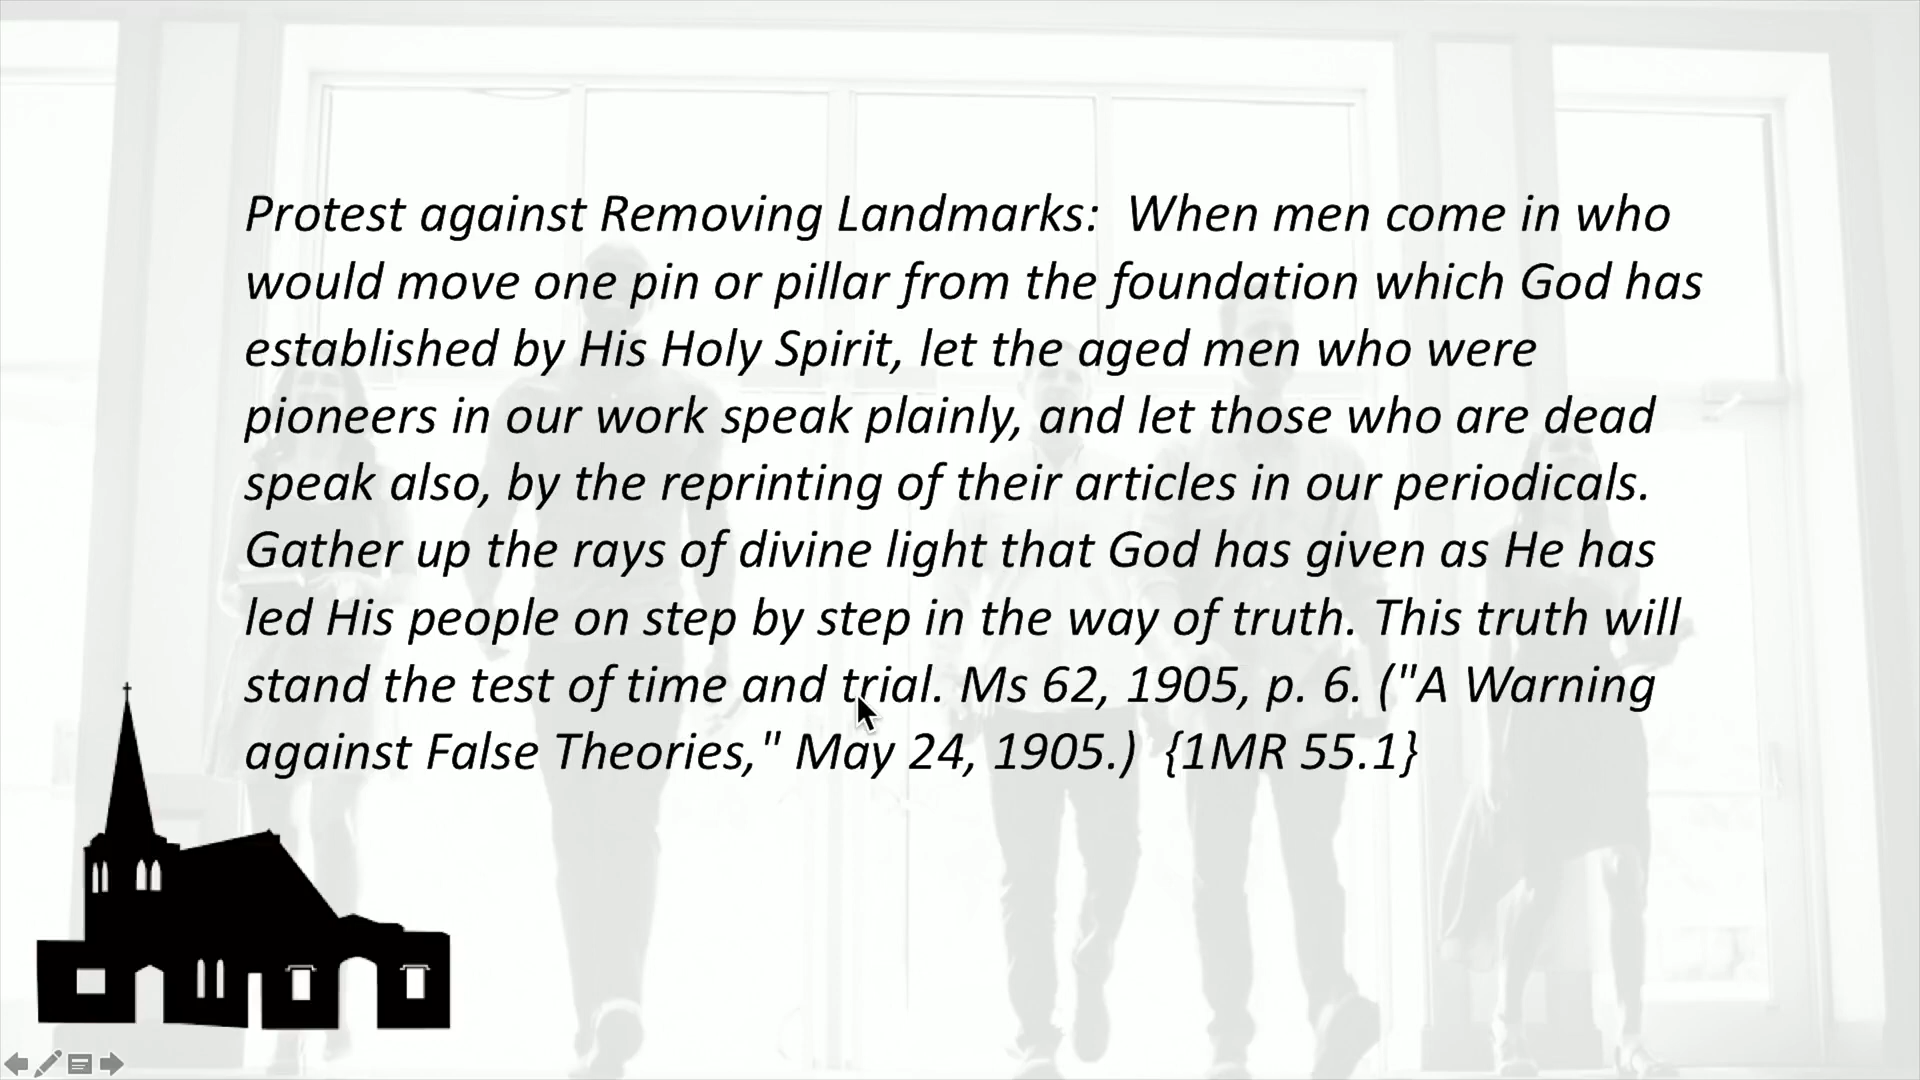 Protest against Removing Landmarks:  When men come in who
would move one pin or pillar from the foundation which God has
established by His Holy Spirit, let the aged men who were
pioneers in our work speak plainly, and let those who are dead
speak also, by the reprinting of their articles in our periodicals.
Gather up the rays of divine light that God has given as He has
led His people on step by step in the way of truth. This truth will
stand the test of time and trial. Ms 62, 1905, p. 6. ("A Warning
against False Theories," May 24, 1905.)  {1MR 55.1}